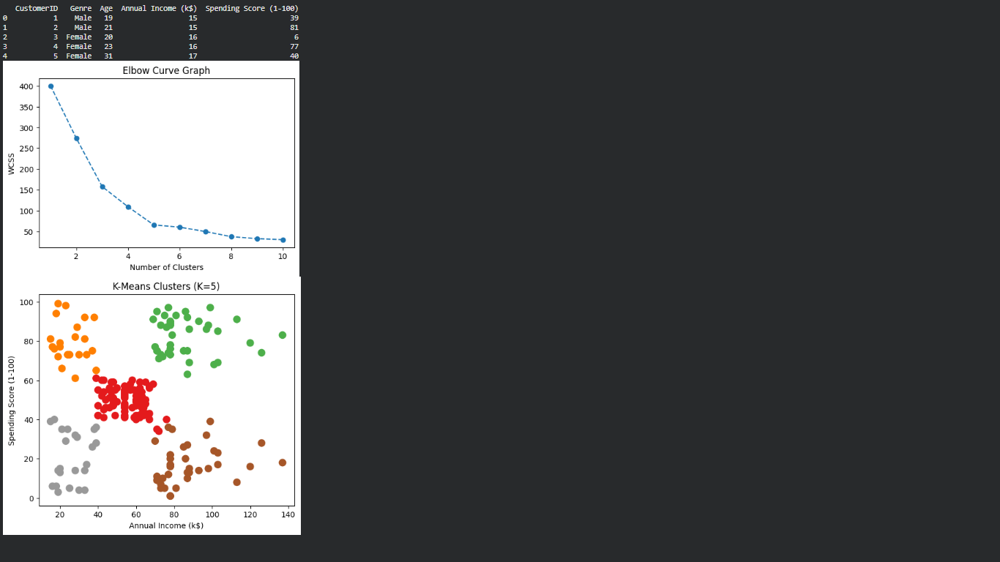 CustomerID Genre Age Annual Income (k$) Spending Score (1-100)
0 1 Male 19 15 39
1 2 Male 21 15 81
2 3 Female 20 16 6
3 4 Female 23 16 77
4 5 Female 31 17 40
Elbow Curve Graph
400
350
300
250
200
150
100
50
WCSS
2 4 6 8 10
Number of Clusters
K-Means Clusters (K=5)
100
80
60
40
20
0
Spending Score (1-100)
20 40 60 80 100 120 140
Annual Income (k$)